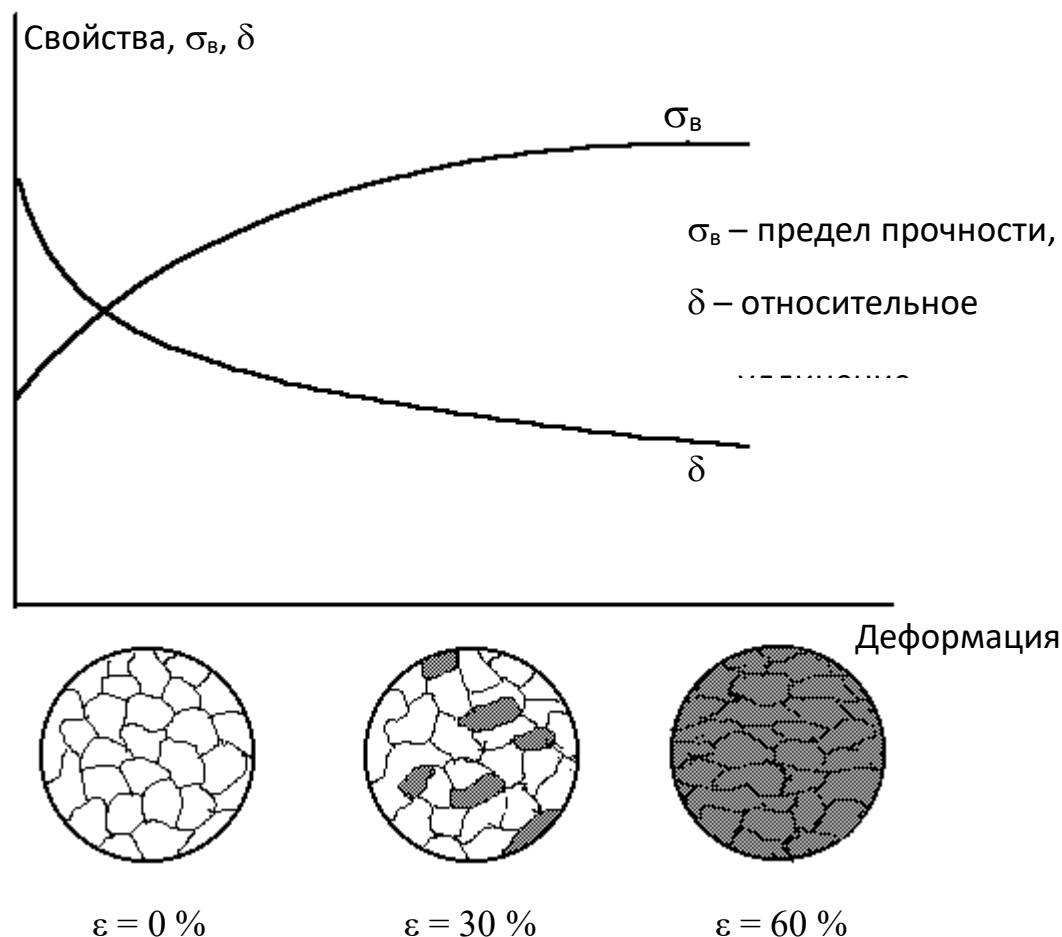 Свойства, σв, δ
σв
σв – предел прочности,
δ – относительное
δ
Деформация
ε = 0 %
ε = 30 %
ε = 60 %